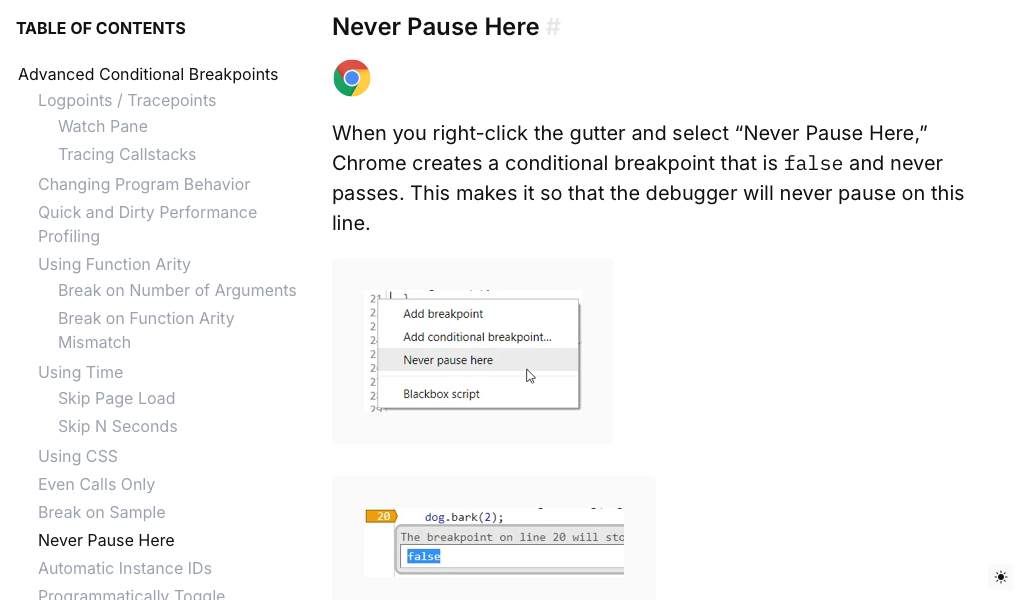 TABLE OF CONTENTS
Advanced Conditional Breakpoints
Logpoints / Tracepoints
Watch Pane
Tracing Callstacks
Changing Program Behavior
Quick and Dirty Performance
Profiling
Using Function Arity
Break on Number of Arguments
Break on Function Arity
Mismatch
Using Time
Skip Page Load
Skip N Seconds
Using CSS
Even Calls Only
Break on Sample
Never Pause Here
Automatic Instance IDs
Programmatically Toggle
Never Pause Here #
When you right-click the gutter and select “Never Pause Here,”
Chrome creates a conditional breakpoint that is false and never
passes. This makes it so that the debugger will never pause on this
line.
21 }
Add breakpoint
Add conditional breakpoint...
Never pause here
Blackbox script
20 dog.bark(2);
The breakpoint on line 20 will sto
false